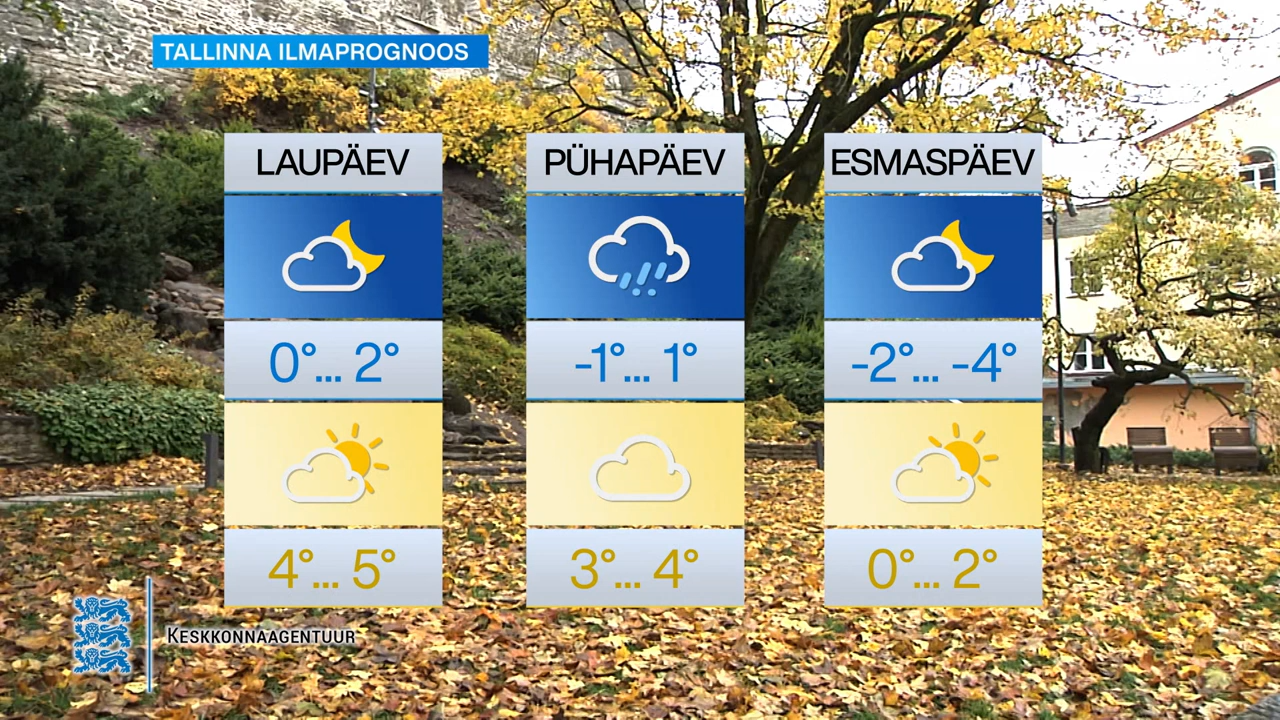 TALLINNA ILMAPROGNOOS
LAUPÄEV
0°... 2°
4°... 5°
PÜHAPÄEV
-1°... 1°
3°... 4°
ESMASPÄEV
-2°... -4°
0°... 2°
KESKKONNAAGENTUUR